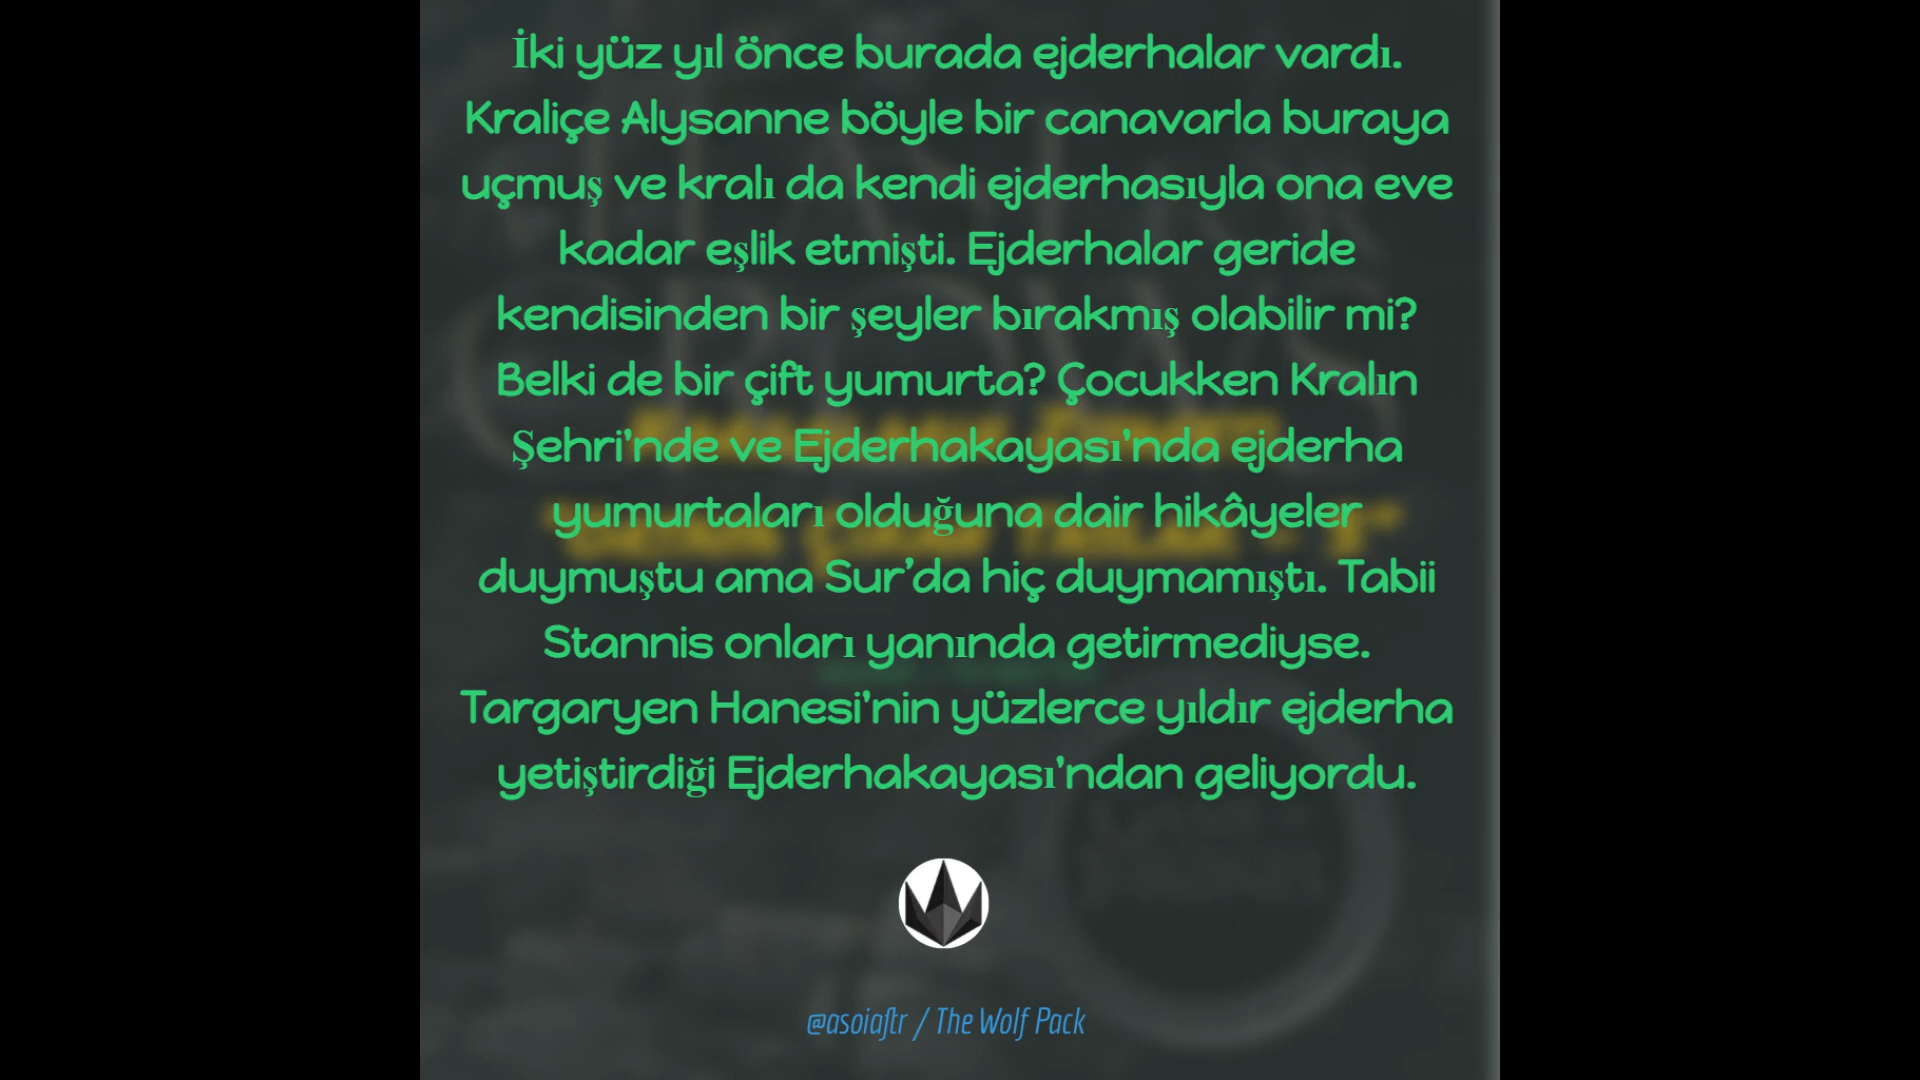 İki yüz yıl önce burada ejderhalar vardı.
Kraliçe Alysanne böyle bir canavarla buraya
uçmuş ve kralı da kendi ejderhasıyla ona eve
kadar eşlik etmişti. Ejderhalar geride
kendisinden bir şeyler bırakmış olabilir mi?
Belki de bir çift yumurta? Çocukken Kralın
Şehri'nde ve Ejderhakayası'nda ejderha
yumurtaları olduğuna dair hikâyeler
duymuştu ama Sur’da hiç duymamıştı. Tabii
Stannis onları yanında getirmediyse.
Targaryen Hanesi'nin yüzlerce yıldır ejderha
yetiştirdiği Ejderhakayası'ndan geliyordu.
@asoiaftr / The Wolf Pack